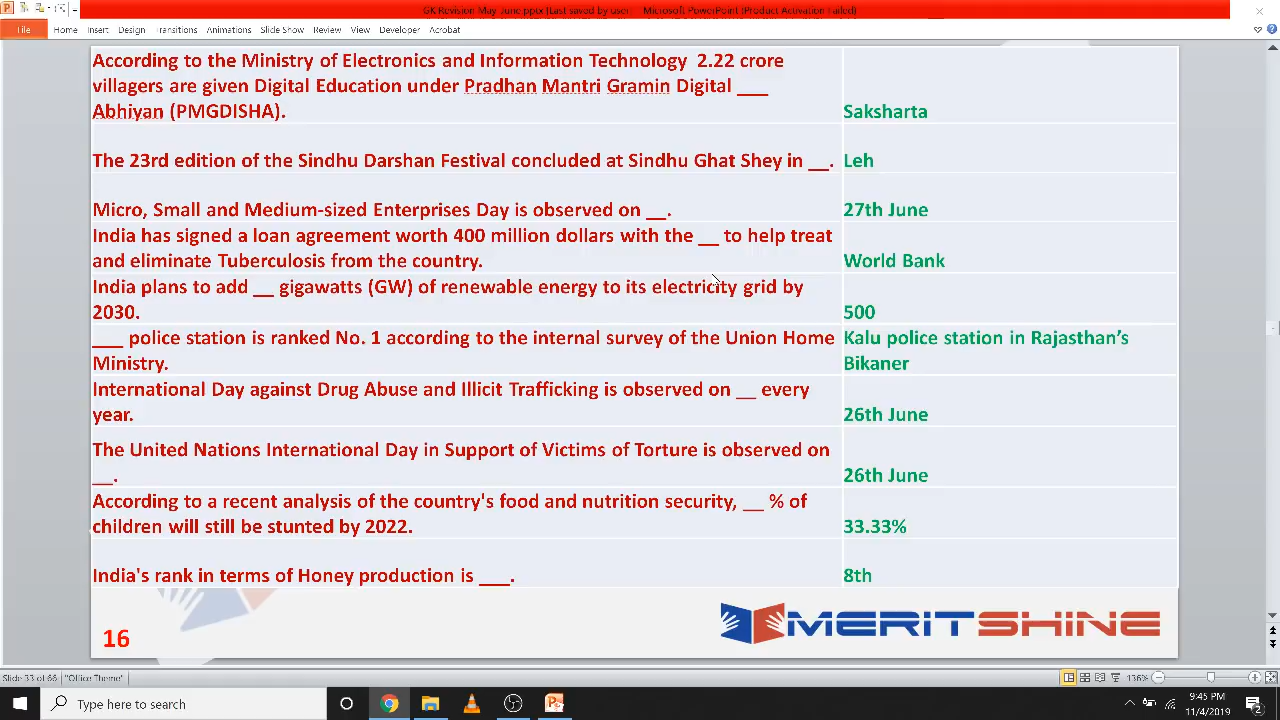 GK Revision May-June.pptx [Last saved by user] - Microsoft PowerPoint (Product Activation Failed)
File Home Insert Design Transitions Animations Slide Show Review View Developer Acrobat
According to the Ministry of Electronics and Information Technology 2.22 crore
villagers are given Digital Education under Pradhan Mantri Gramin Digital ___
Abhiyan (PMGDISHA). Saksharta
The 23rd edition of the Sindhu Darshan Festival concluded at Sindhu Ghat Shey in __. Leh
Micro, Small and Medium-sized Enterprises Day is observed on __. 27th June
India has signed a loan agreement worth 400 million dollars with the __ to help treat
and eliminate Tuberculosis from the country. World Bank
India plans to add __ gigawatts (GW) of renewable energy to its electricity grid by
2030. 500
___ police station is ranked No. 1 according to the internal survey of the Union Home
Ministry.
Kalu police station in Rajasthan’s
Bikaner
International Day against Drug Abuse and Illicit Trafficking is observed on __ every
year. 26th June
The United Nations International Day in Support of Victims of Torture is observed on
__. 26th June
According to a recent analysis of the country's food and nutrition security, __ % of
children will still be stunted by 2022. 33.33%
India's rank in terms of Honey production is ___. 8th
16
MERITSHINE
Slide 33 of 66 "Office Theme" 136%
Type here to search
9:45 PM
11/4/2019
2